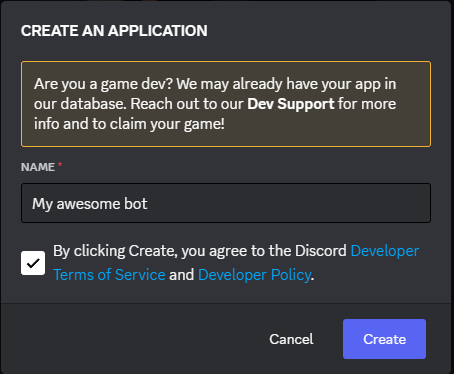 CREATE AN APPLICATION
Are you a game dev? We may already have your app in
our database. Reach out to our Dev Support for more
info and to claim your game!
NAME *
My awesome bot
By clicking Create, you agree to the Discord Developer
Terms of Service and Developer Policy.
Cancel
Create